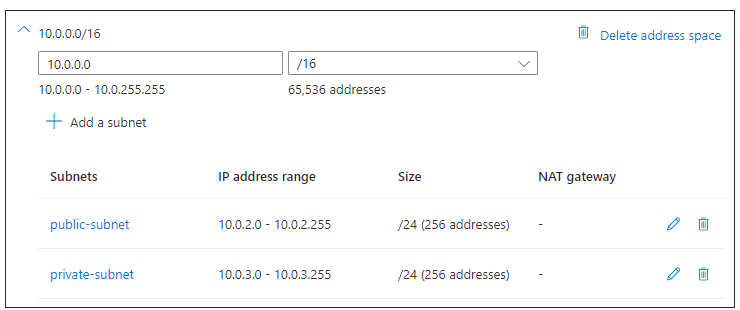 10.0.0.0/16
Delete address space
10.0.0.0
/16
10.0.0.0 - 10.0.255.255
65,536 addresses
Add a subnet
Subnets IP address range Size NAT gateway
public-subnet 10.0.2.0 - 10.0.2.255 /24 (256 addresses) -
private-subnet 10.0.3.0 - 10.0.3.255 /24 (256 addresses) -